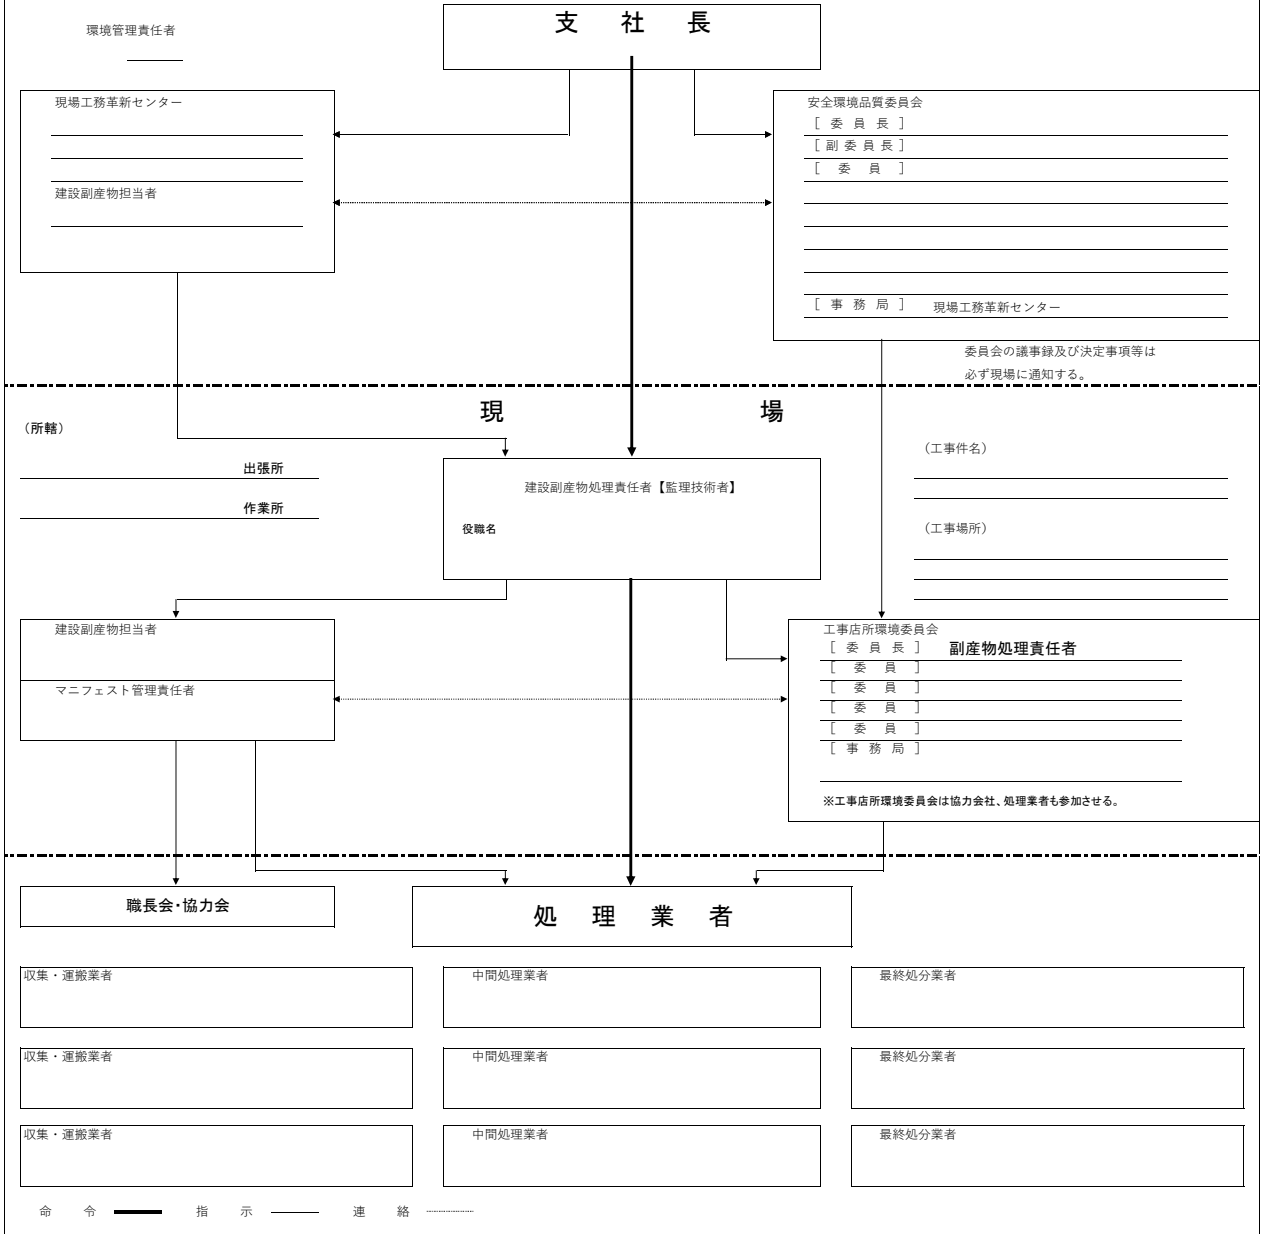 環境管理責任者
支社長
現場工務革新センター
建設副産物担当者
安全環境品質委員会
［委員長］
［副委員長］
［委員］
［事務局］ 現場工務革新センター
委員会の議事録及び決定事項等は
必ず現場に通知する。
現場
（所轄）
出張所
作業所
（工事件名）
（工事場所）
建設副産物処理責任者【監理技術者】
役職名
建設副産物担当者
マニフェスト管理責任者
工事店所環境委員会
［委員長］ 副産物処理責任者
［委員］
［委員］
［委員］
［委員］
［事務局］
※工事店所環境委員会は協力会社、処理業者も参加させる。
職長会・協力会
処理業者
収集・運搬業者 中間処理業者 最終処分業者
収集・運搬業者 中間処理業者 最終処分業者
収集・運搬業者 中間処理業者 最終処分業者
命令 指示 連絡